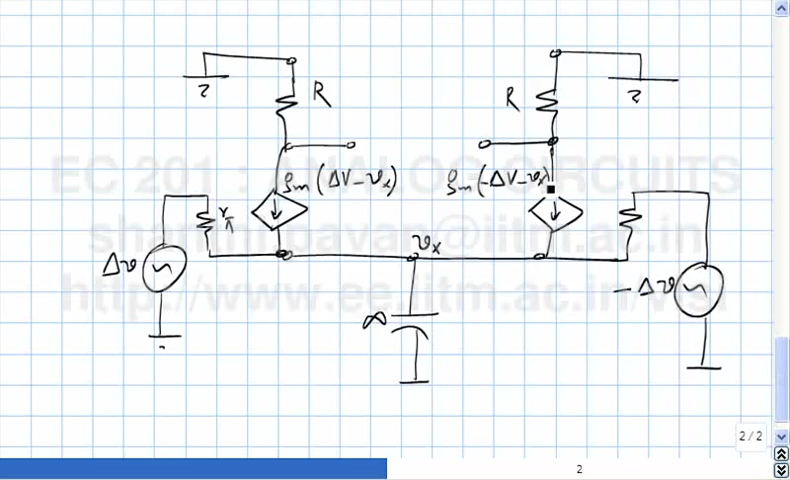 R
R
EC 201 : ANALOG CIRCUITS
gm (ΔV – vx)
gm (-ΔV – vx)
rπ
shanthi.pavan@iitm.ac.in
vx
Δv
– Δv
http://www.ee.iitm.ac.in/vlsi
∞
2 / 2
2